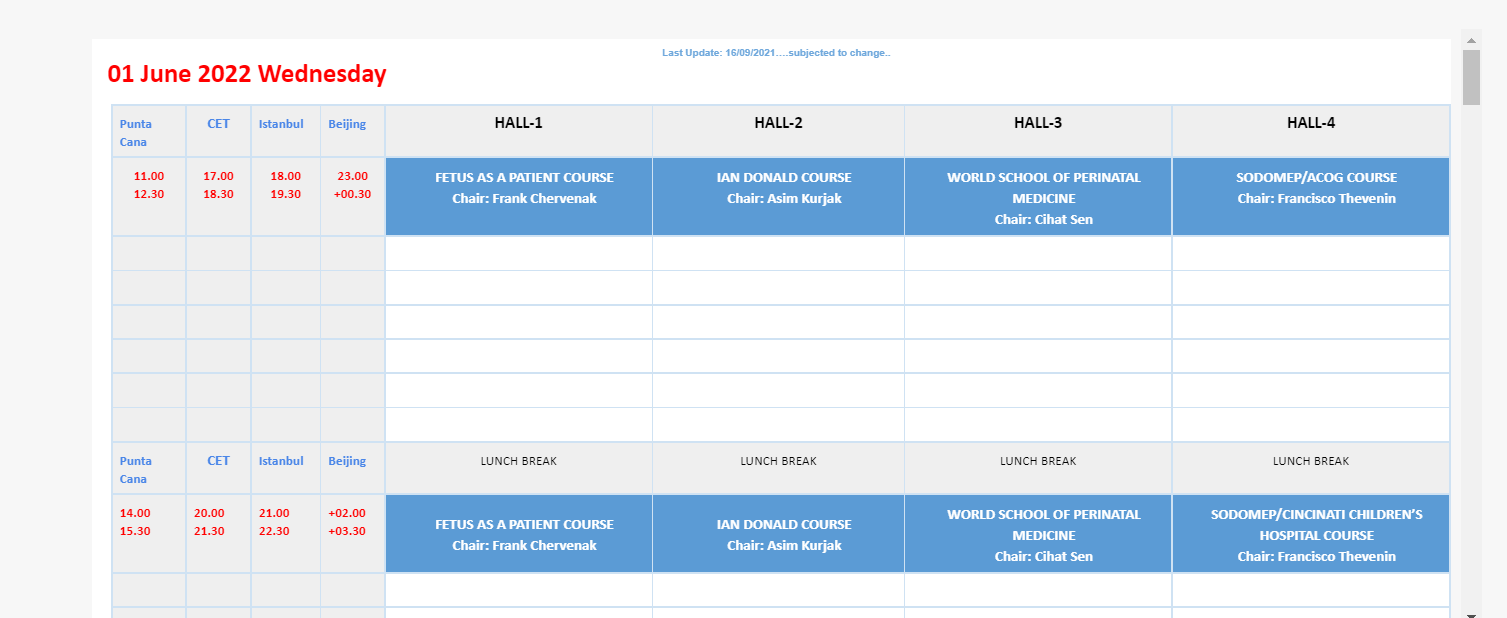 Last Update: 16/09/2021....subjected to change..
01 June 2022 Wednesday
Punta Cana CET Istanbul Beijing HALL-1 HALL-2 HALL-3 HALL-4
11.00 17.00 18.00 23.00
12.30 18.30 19.30 +00.30
FETUS AS A PATIENT COURSE
Chair: Frank Chervenak
IAN DONALD COURSE
Chair: Asim Kurjak
WORLD SCHOOL OF PERINATAL
MEDICINE
Chair: Cihat Sen
SODOMEP/ACOG COURSE
Chair: Francisco Thevenin
Punta Cana CET Istanbul Beijing LUNCH BREAK LUNCH BREAK LUNCH BREAK LUNCH BREAK
14.00 20.00 21.00 +02.00
15.30 21.30 22.30 +03.30
FETUS AS A PATIENT COURSE
Chair: Frank Chervenak
IAN DONALD COURSE
Chair: Asim Kurjak
WORLD SCHOOL OF PERINATAL
MEDICINE
Chair: Cihat Sen
SODOMEP/CINCINATI CHILDREN'S
HOSPITAL COURSE
Chair: Francisco Thevenin